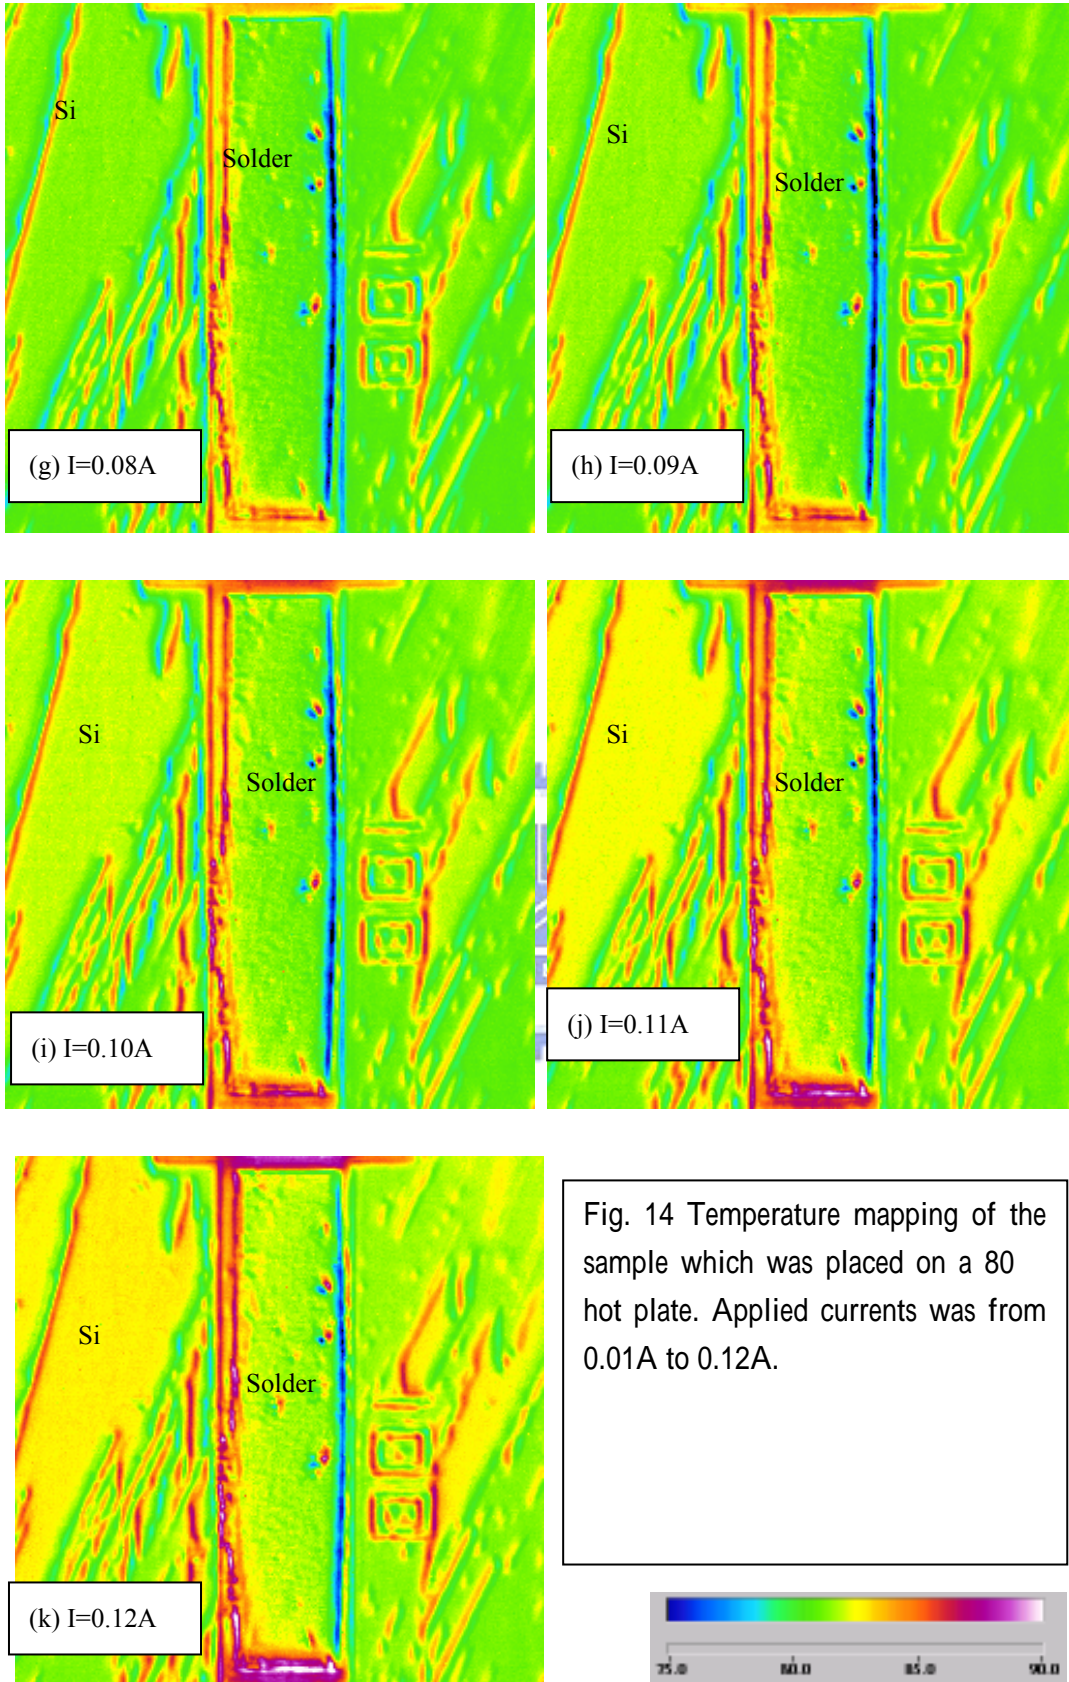 Si
Solder
(g) I=0.08A
Si
Solder
(h) I=0.09A
Si
Solder
(i) I=0.10A
Si
Solder
(j) I=0.11A
Si
Solder
(k) I=0.12A
Fig. 14 Temperature mapping of the
sample which was placed on a 80
hot plate. Applied currents was from
0.01A to 0.12A.
75.0 80.0 85.0 90.0